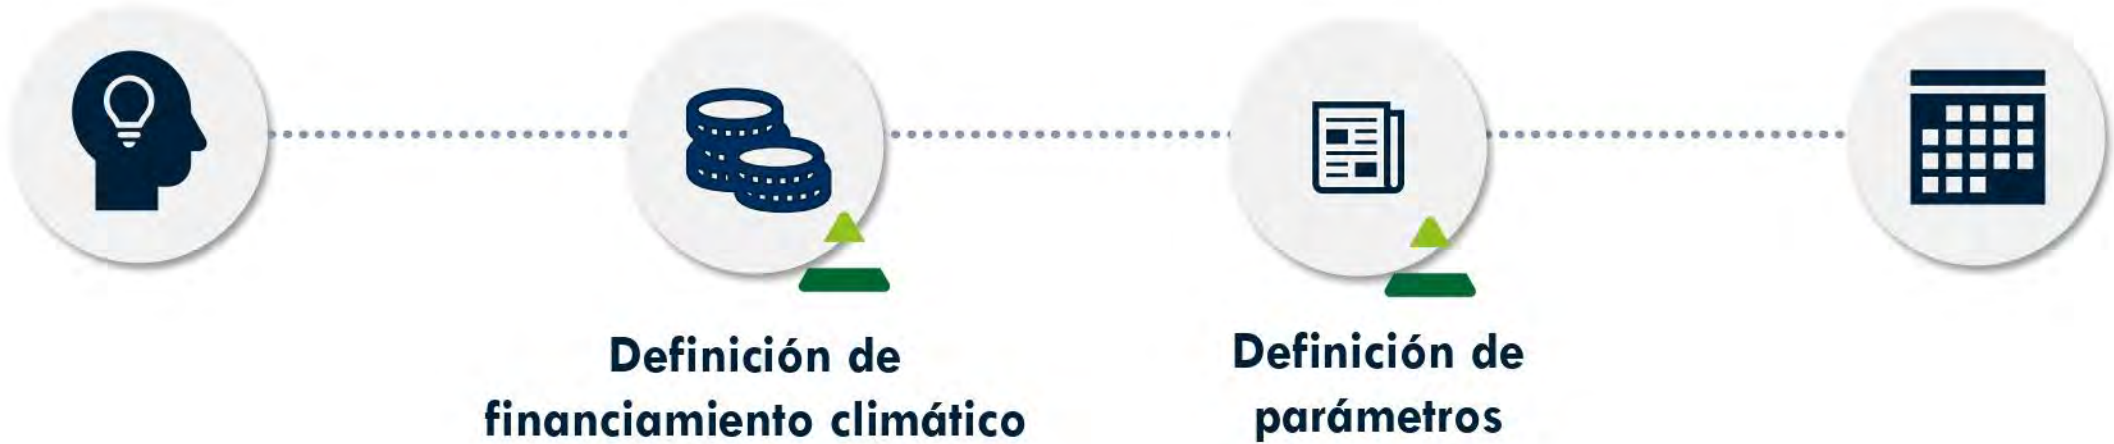 Definición de
financiamiento climático
Definición de
parámetros